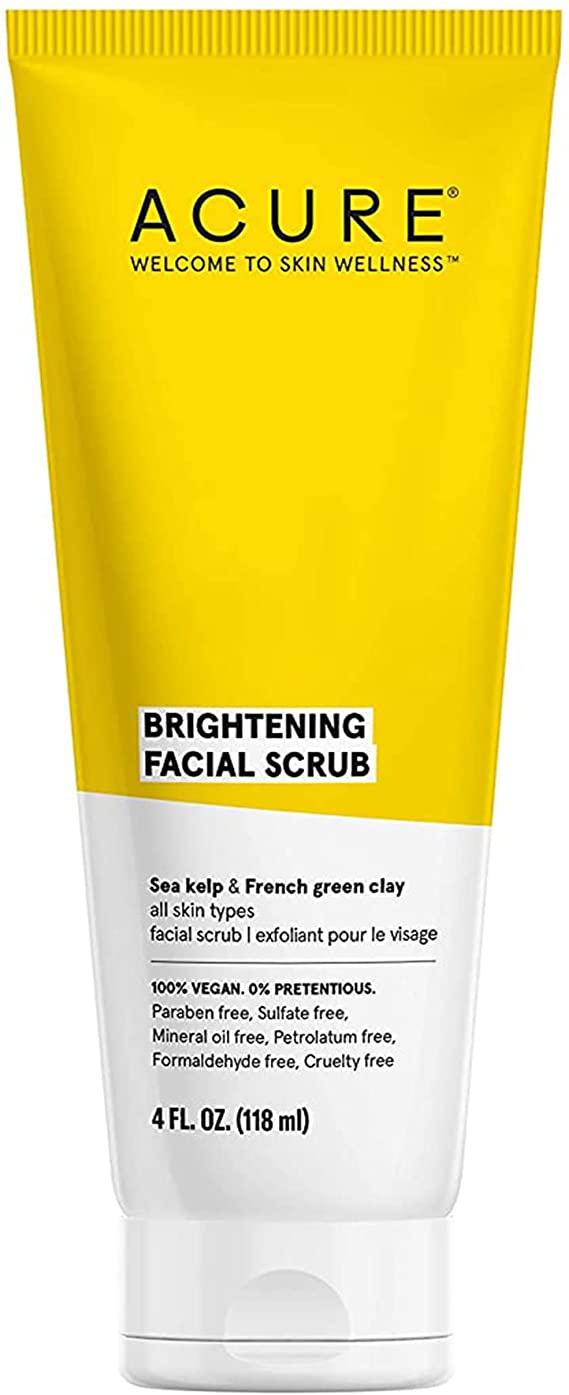 ACURE®
WELCOME TO SKIN WELLNESS™
BRIGHTENING
FACIAL SCRUB
Sea kelp & French green clay
all skin types
facial scrub | exfoliant pour le visage
100% VEGAN. 0% PRETENTIOUS.
Paraben free, Sulfate free,
Mineral oil free, Petrolatum free,
Formaldehyde free, Cruelty free
4 FL. OZ. (118 ml)